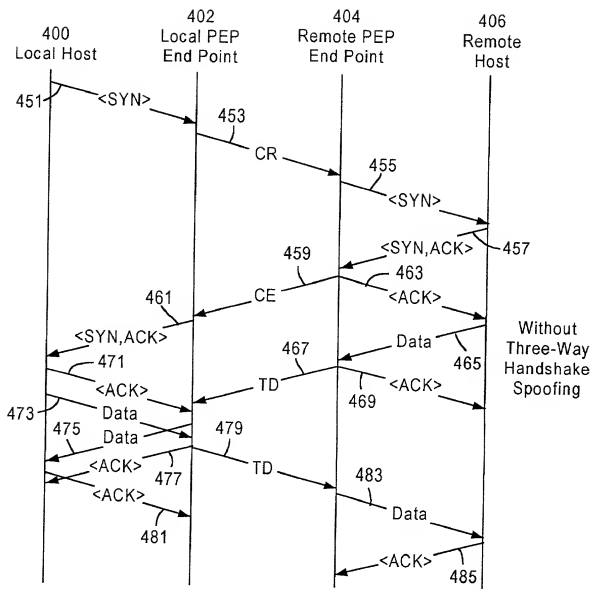 400
Local Host
402
Local PEP
End Point
404
Remote PEP
End Point
406
Remote
Host
451
<SYN>
453
CR
455
<SYN>
<SYN,ACK>
457
459
463
CE
<ACK>
461
<SYN,ACK>
Data
465
Without
Three-Way
Handshake
Spoofing
471
467
<ACK>
TD
469
<ACK>
473
Data
475
Data
479
<ACK>
477
TD
483
<ACK>
Data
481
<ACK>
485